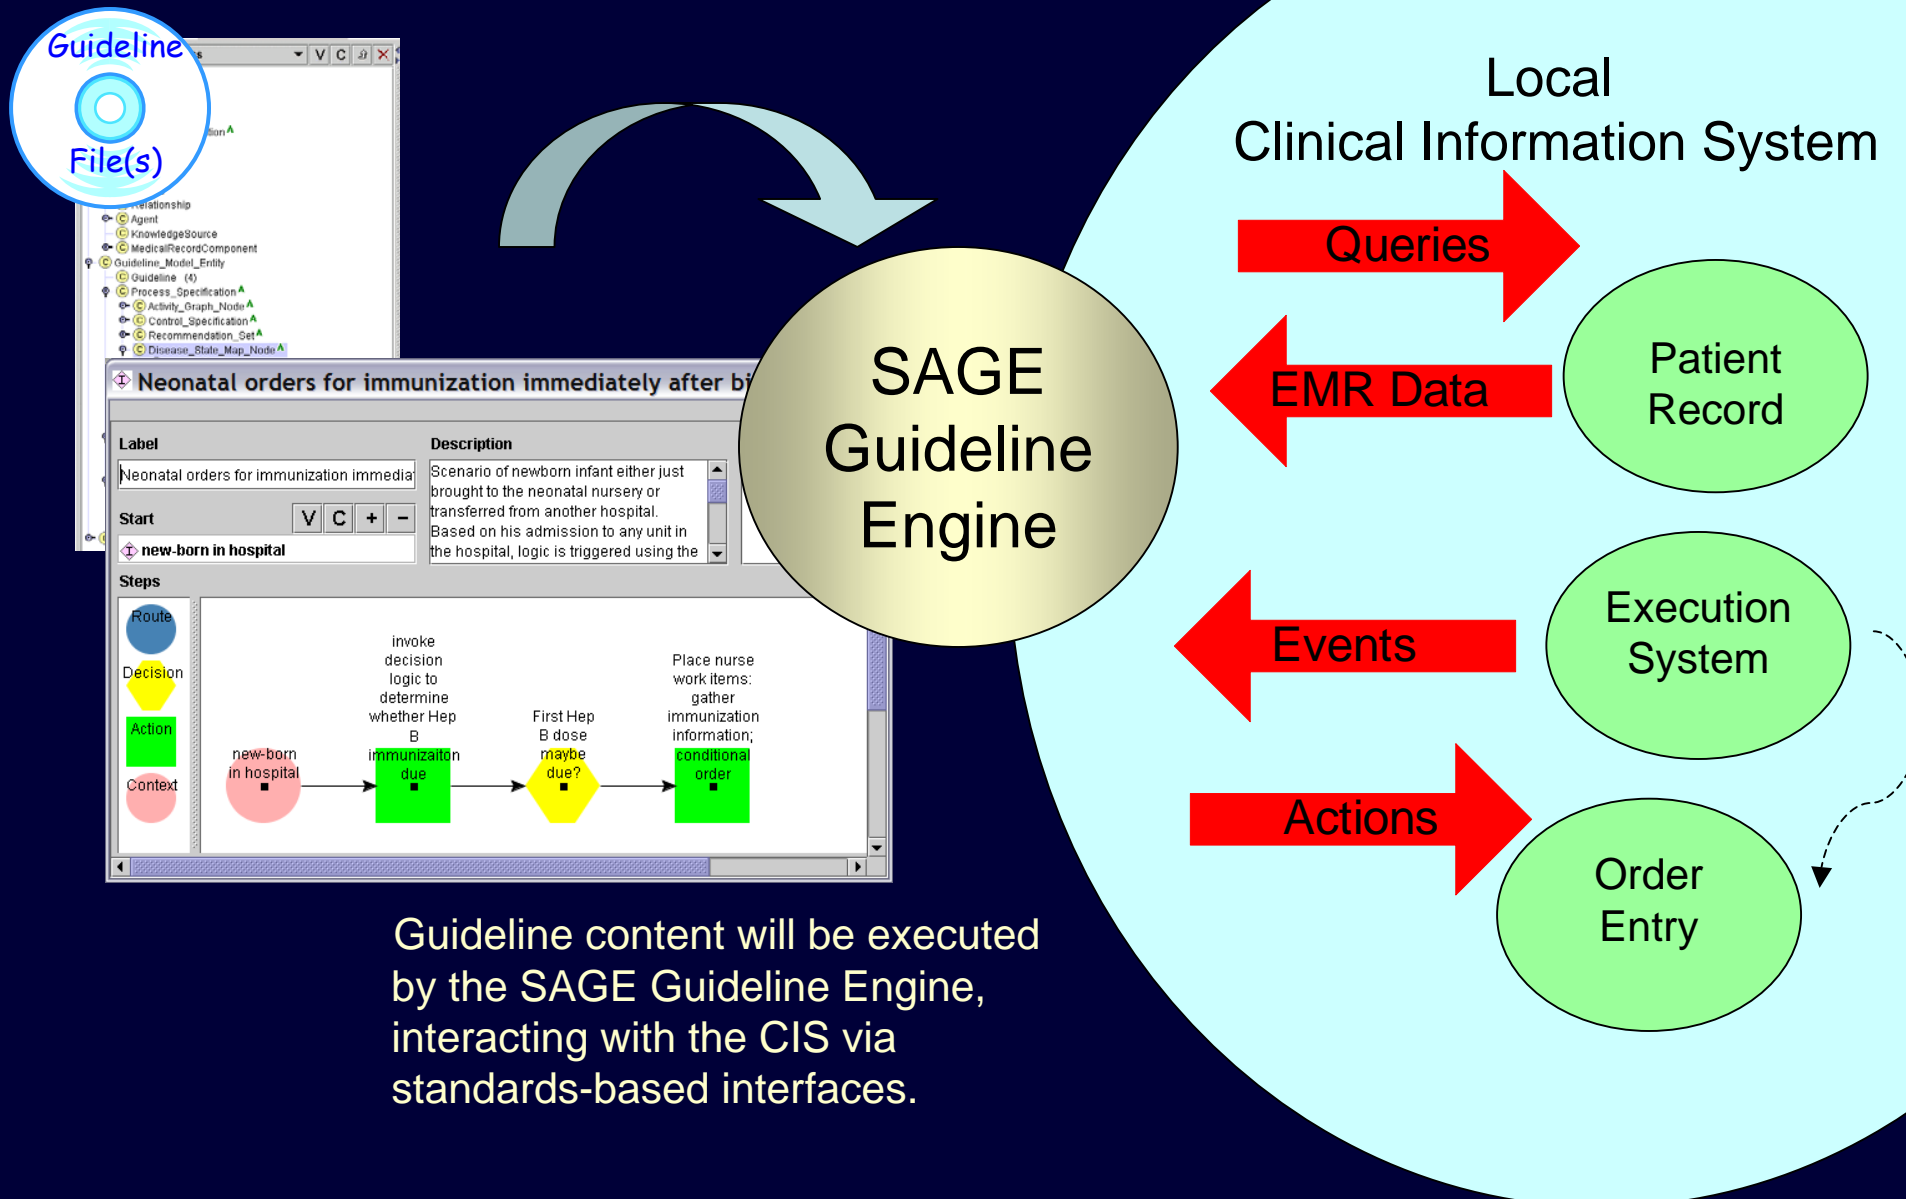 Guideline
File(s)
V C
Relationship
Agent
KnowledgeSource
MedicalRecordComponent
Guideline_Model_Entity
Guideline (4)
Process_Specification A
Activity_Graph_Node A
Control_Specification A
Recommendation_Set A
Disease_State_Map_Node A
Neonatal orders for immunization immediately after bi
Label
Neonatal orders for immunization immediat
Start
V C + −
new-born in hospital
Description
Scenario of newborn infant either just
brought to the neonatal nursery or
transferred from another hospital.
Based on his admission to any unit in
the hospital, logic is triggered using the
Steps
Route
Decision
Action
Context
new-born
in hospital
invoke
decision
logic to
determine
whether Hep
B
immunizaiton
due
First Hep
B dose
maybe
due?
Place nurse
work items:
gather
immunization
information;
conditional
order
SAGE
Guideline
Engine
Local
Clinical Information System
Queries
EMR Data
Events
Actions
Patient
Record
Execution
System
Order
Entry
Guideline content will be executed
by the SAGE Guideline Engine,
interacting with the CIS via
standards-based interfaces.